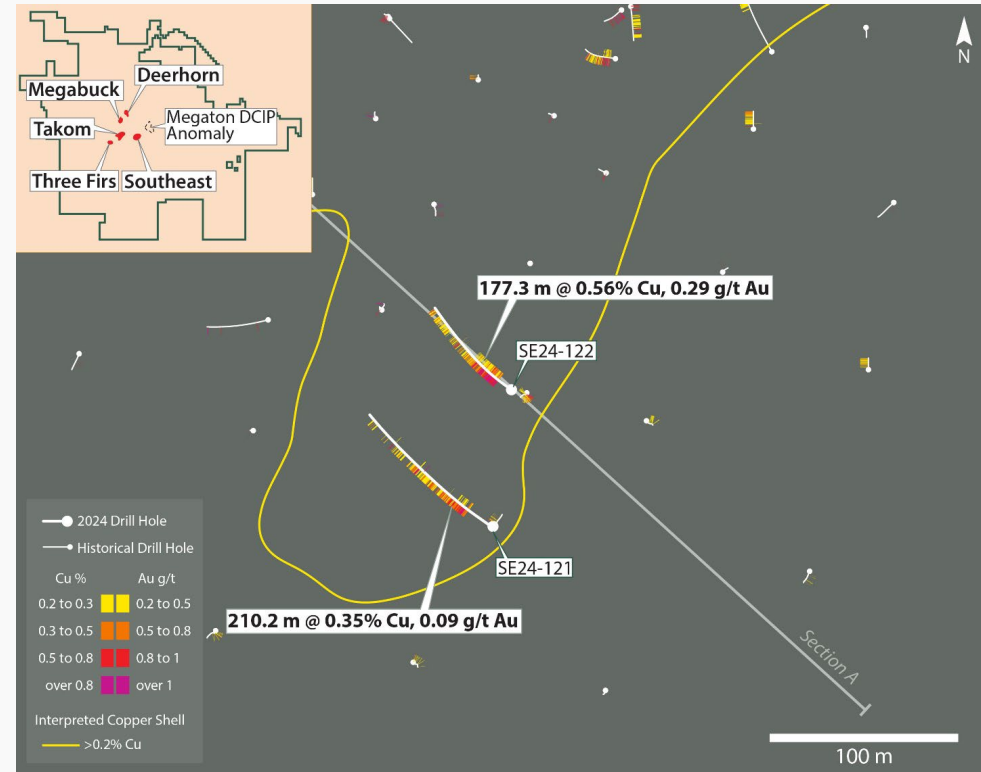 Deerhorn
Megabuck
Megaton DCIP
Anomaly
Takom
Three Firs
Southeast
N
177.3 m @ 0.56% Cu, 0.29 g/t Au
SE24-122
SE24-121
210.2 m @ 0.35% Cu, 0.09 g/t Au
Section A
2024 Drill Hole
Historical Drill Hole
Cu % Au g/t
0.2 to 0.3 0.2 to 0.5
0.3 to 0.5 0.5 to 0.8
0.5 to 0.8 0.8 to 1
over 0.8 over 1
Interpreted Copper Shell
>0.2% Cu
100 m